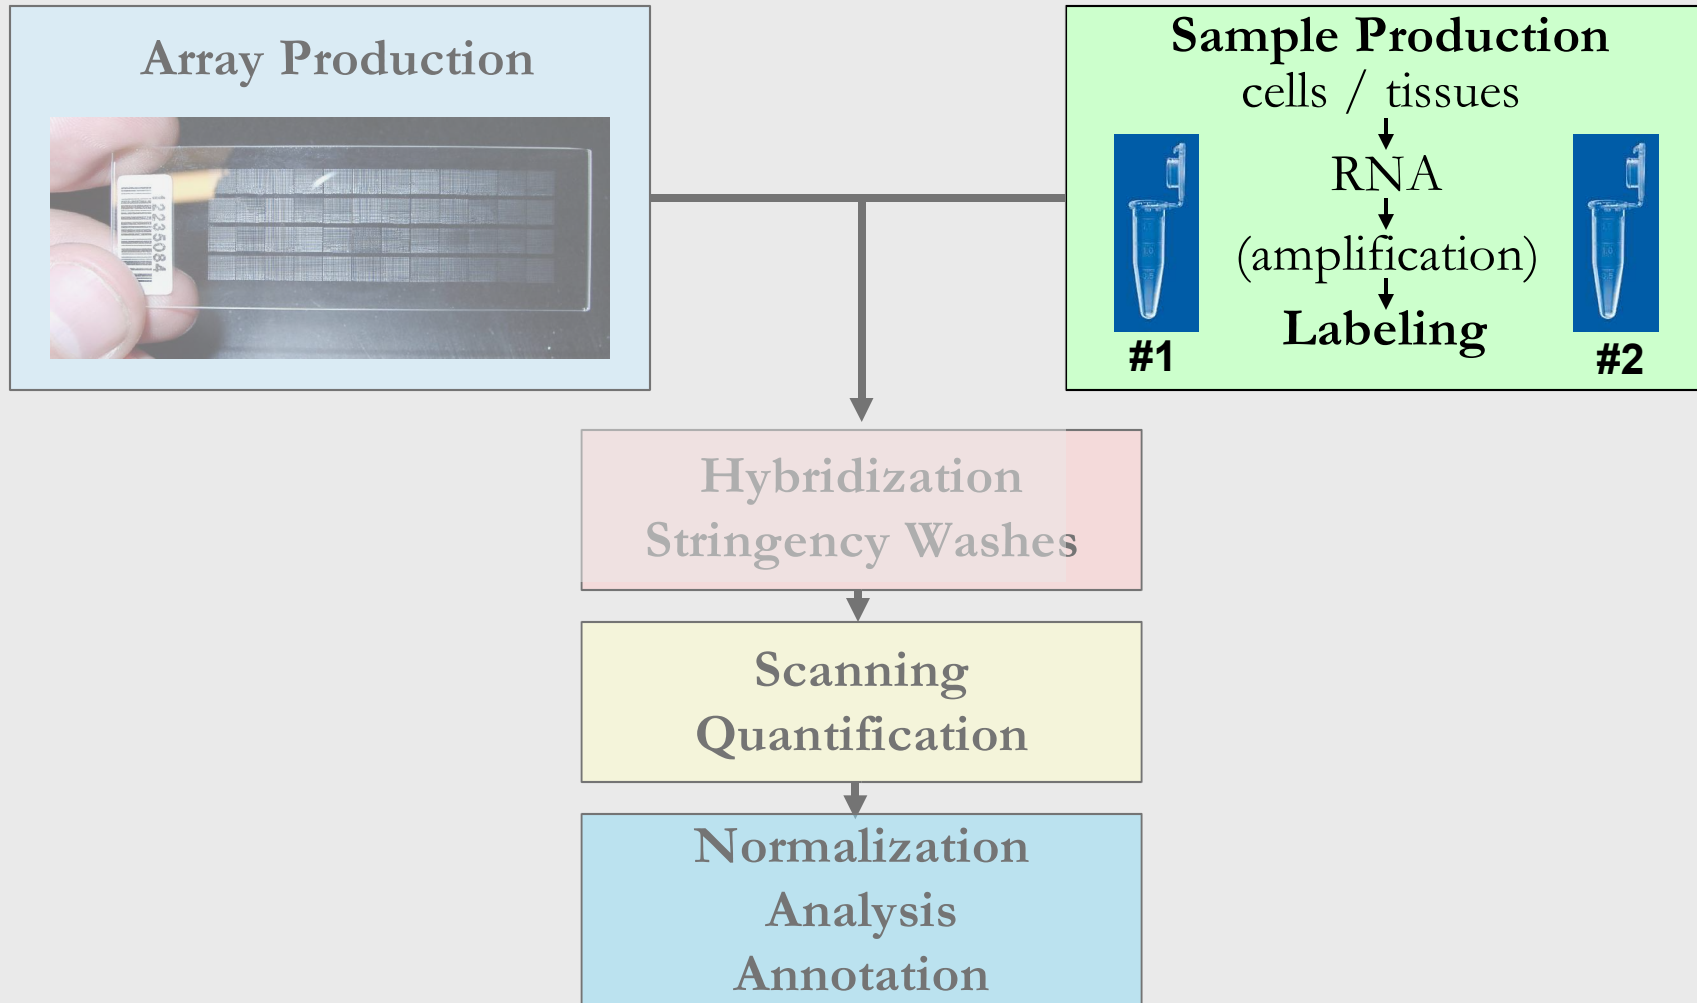 Array Production
12235084
Sample Production
cells / tissues
RNA
(amplification)
Labeling
#1
#2
Hybridization
Stringency Washes
Scanning
Quantification
Normalization
Analysis
Annotation